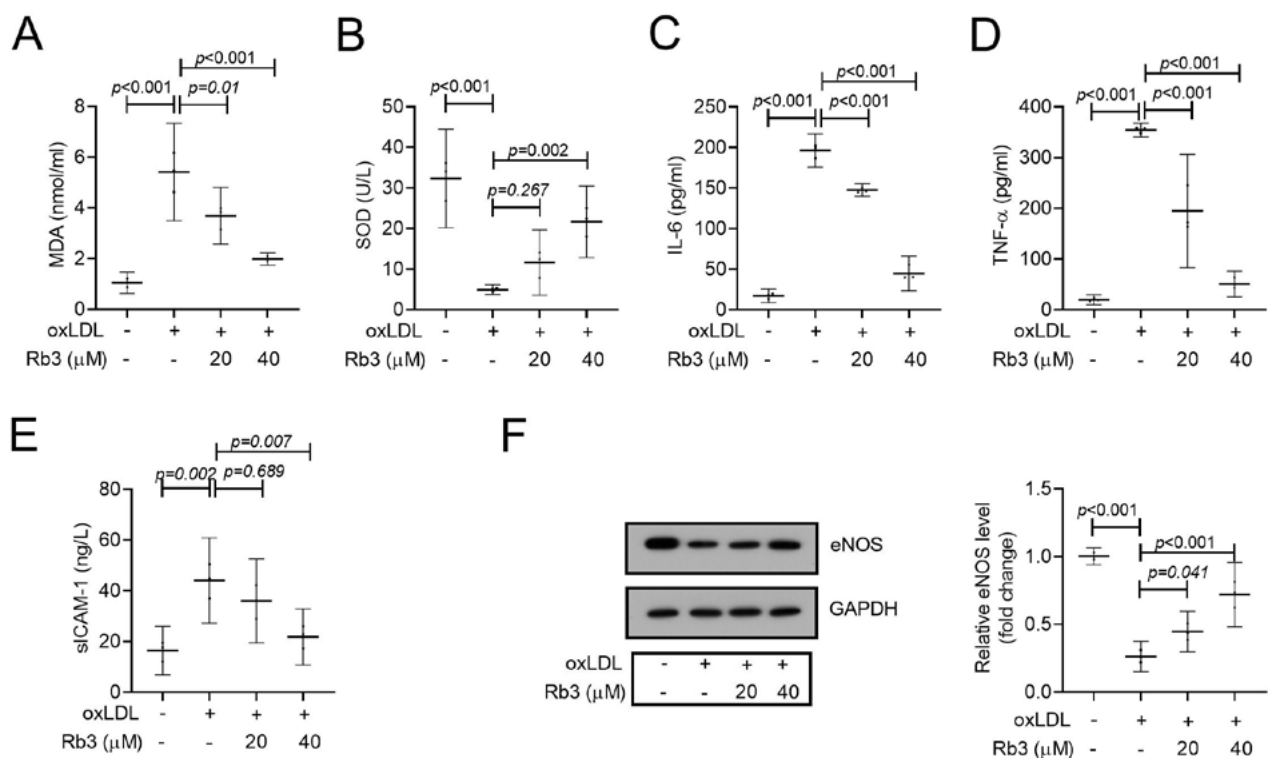 A
p<0.001
p<0.001
p=0.01
MDA (nmol/ml)
8
6
4
2
0
oxLDL - + + +
Rb3 (μM) - - 20 40
B
p<0.001
p=0.002
p=0.267
SOD (U/L)
50
40
30
20
10
0
oxLDL - + + +
Rb3 (μM) - - 20 40
C
p<0.001
p<0.001
p<0.001
IL-6 (pg/ml)
250
200
150
100
50
0
oxLDL - + + +
Rb3 (μM) - - 20 40
D
p<0.001
p<0.001
p<0.001
TNF-α (pg/ml)
400
300
200
100
0
oxLDL - + + +
Rb3 (μM) - - 20 40
E
p=0.007
p=0.002
p=0.689
sICAM-1 (ng/L)
80
60
40
20
0
oxLDL - + + +
Rb3 (μM) - - 20 40
F
eNOS
GAPDH
oxLDL - + + +
Rb3 (μM) - - 20 40
p<0.001
p<0.001
p=0.041
Relative eNOS level
(fold change)
1.5
1.0
0.5
0.0
oxLDL - + + +
Rb3 (μM) - - 20 40